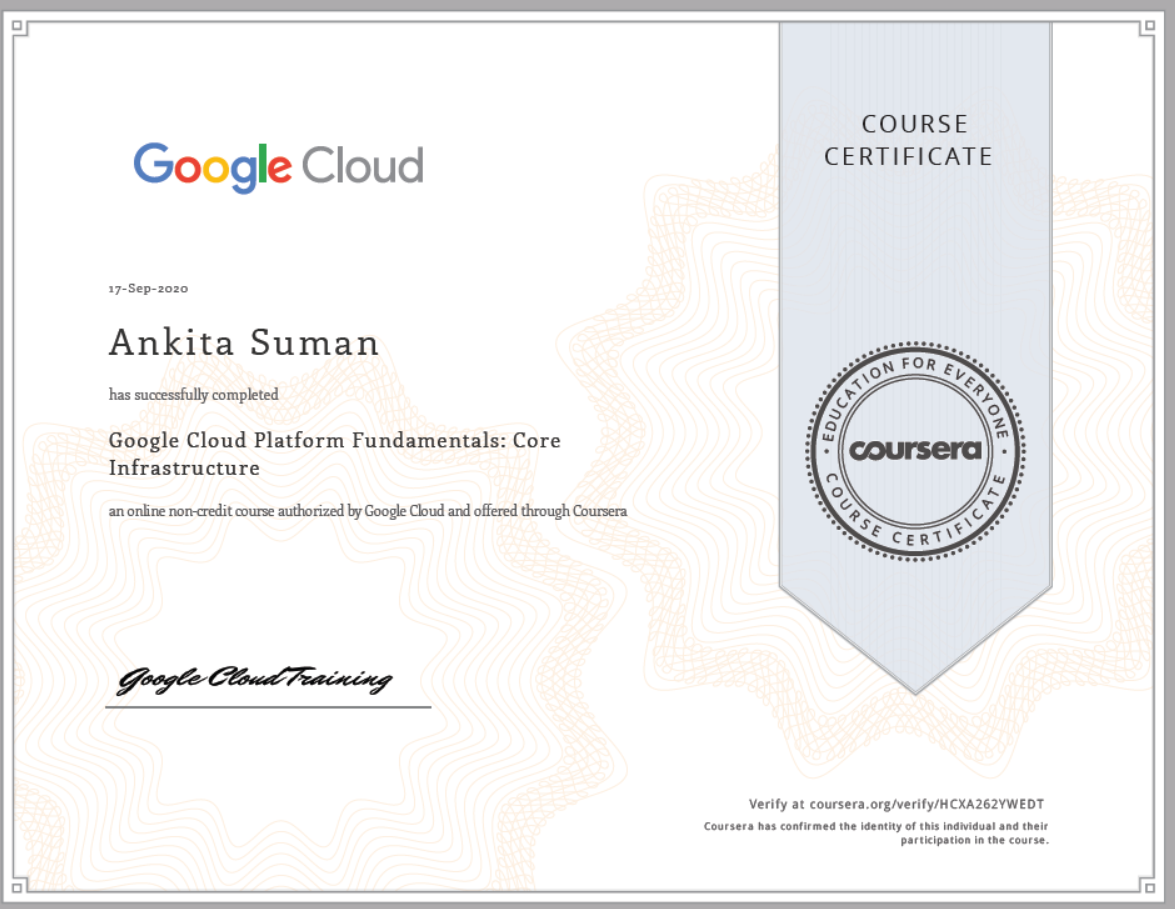 Google Cloud
COURSE
CERTIFICATE
17-Sep-2020
Ankita Suman
has successfully completed
Google Cloud Platform Fundamentals: Core
Infrastructure
an online non-credit course authorized by Google Cloud and offered through Coursera
EDUCATION FOR EVERYONE
coursera
COURSE CERTIFICATE
Google Cloud Training
Verify at coursera.org/verify/HCXA262YWEDT
Coursera has confirmed the identity of this individual and their
participation in the course.